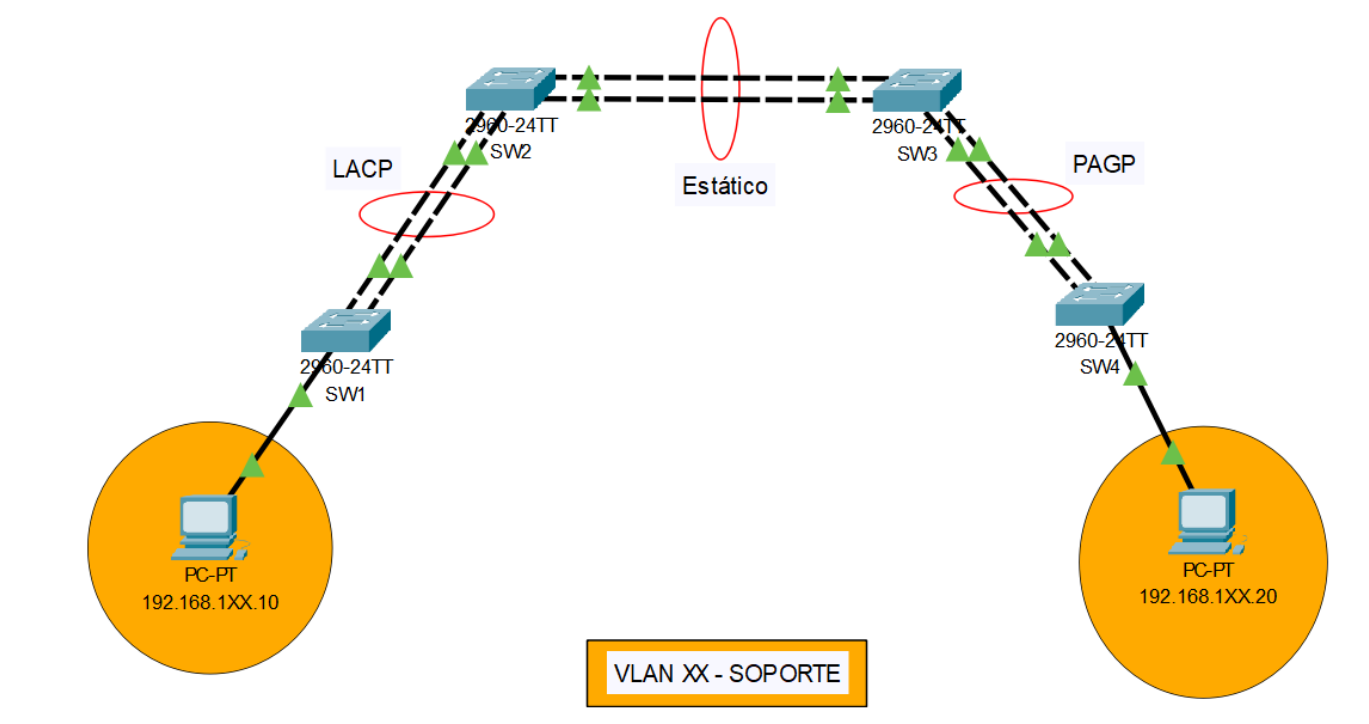 2960-24TT
SW2
2960-24TT
SW3
LACP
Estático
PAGP
2960-24TT
SW1
2960-24TT
SW4
PC-PT
192.168.1XX.10
PC-PT
192.168.1XX.20
VLAN XX - SOPORTE